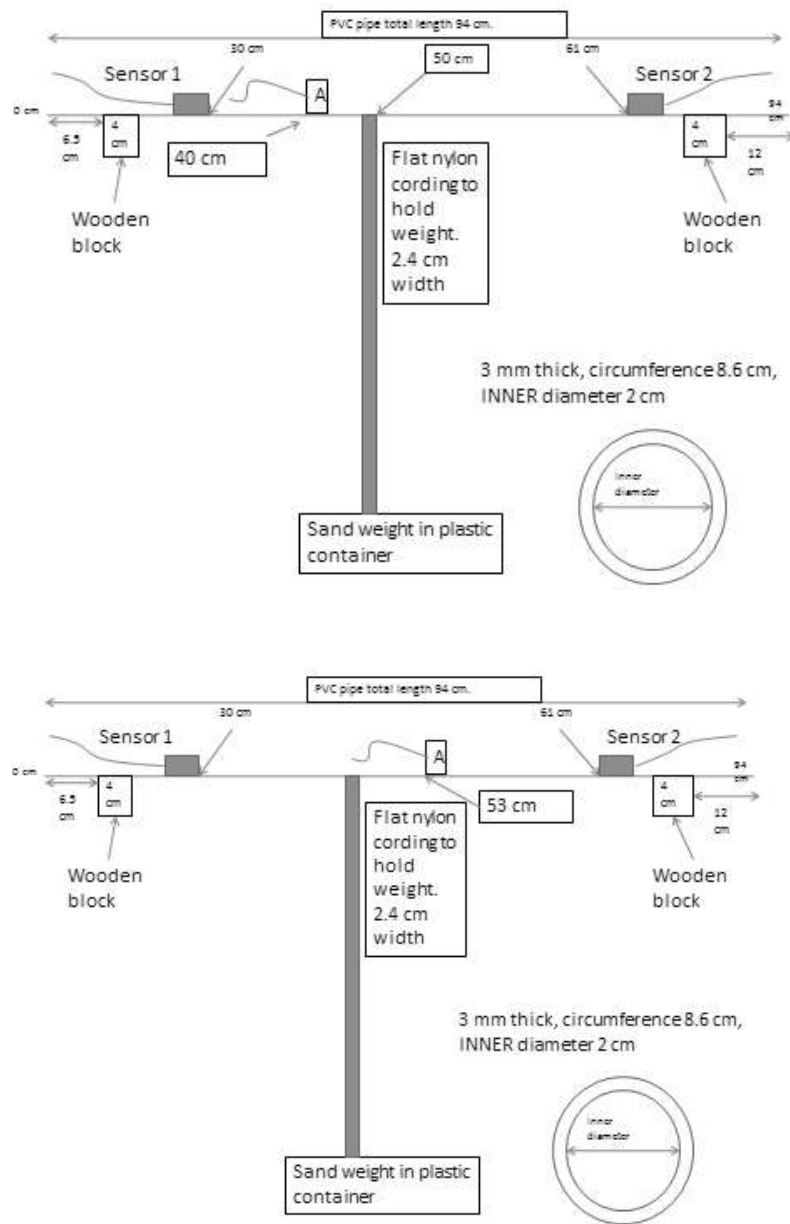 PVC pipe total length 94 cm.
30 cm
50 cm
61 cm
Sensor 1
A
Sensor 2
0 cm
94
cm
6.5
cm
4
cm
40 cm
4
cm
12
cm
Wooden
block
Flat nylon
cording to
hold
weight.
2.4 cm
width
Wooden
block
3 mm thick, circumference 8.6 cm,
INNER diameter 2 cm
Inner
diameter
Sand weight in plastic
container
PVC pipe total length 94 cm.
30 cm
61 cm
Sensor 1
A
Sensor 2
0 cm
94
cm
6.5
cm
4
cm
53 cm
4
cm
12
cm
Wooden
block
Flat nylon
cording to
hold
weight.
2.4 cm
width
Wooden
block
3 mm thick, circumference 8.6 cm,
INNER diameter 2 cm
Inner
diameter
Sand weight in plastic
container